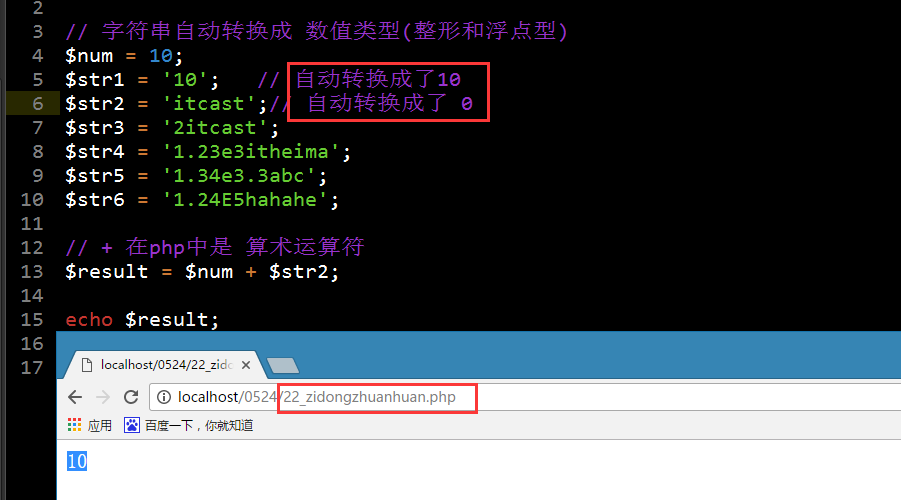 2
3 // 字符串自动转换成 数值类型(整形和浮点型)
4 $num = 10;
5 $str1 = '10';   // 自动转换成了10
6 $str2 = 'itcast';// 自动转换成了 0
7 $str3 = '2itcast';
8 $str4 = '1.23e3itheima';
9 $str5 = '1.34e3.3abc';
10 $str6 = '1.24E5hahahe';
11
12 // + 在php中是 算术运算符
13 $result = $num + $str2;
14
15 echo $result;
16
17
localhost/0524/22_zido
localhost/0524/22_zidongzhuanhuan.php
应用 百度一下，你就知道
10